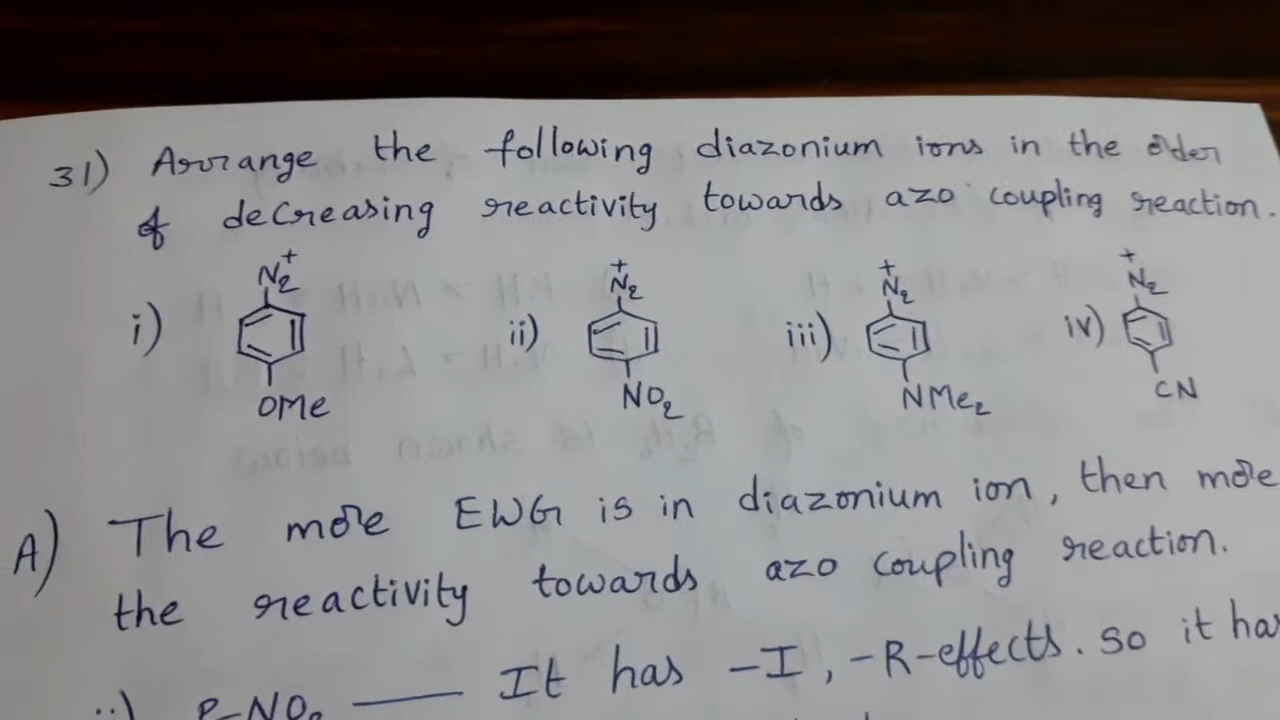 31) Arrange the following diazonium ions in the order
of decreasing reactivity towards azo coupling reaction.
i) N2+ OMe ii) N2+ NO2 iii) N2+ NMe2 iv) N2+ CN
A) The more EWG is in diazonium ion, then more
the reactivity towards azo coupling reaction.
ii) P-NO2 — It has -I, -R-effects. So it has